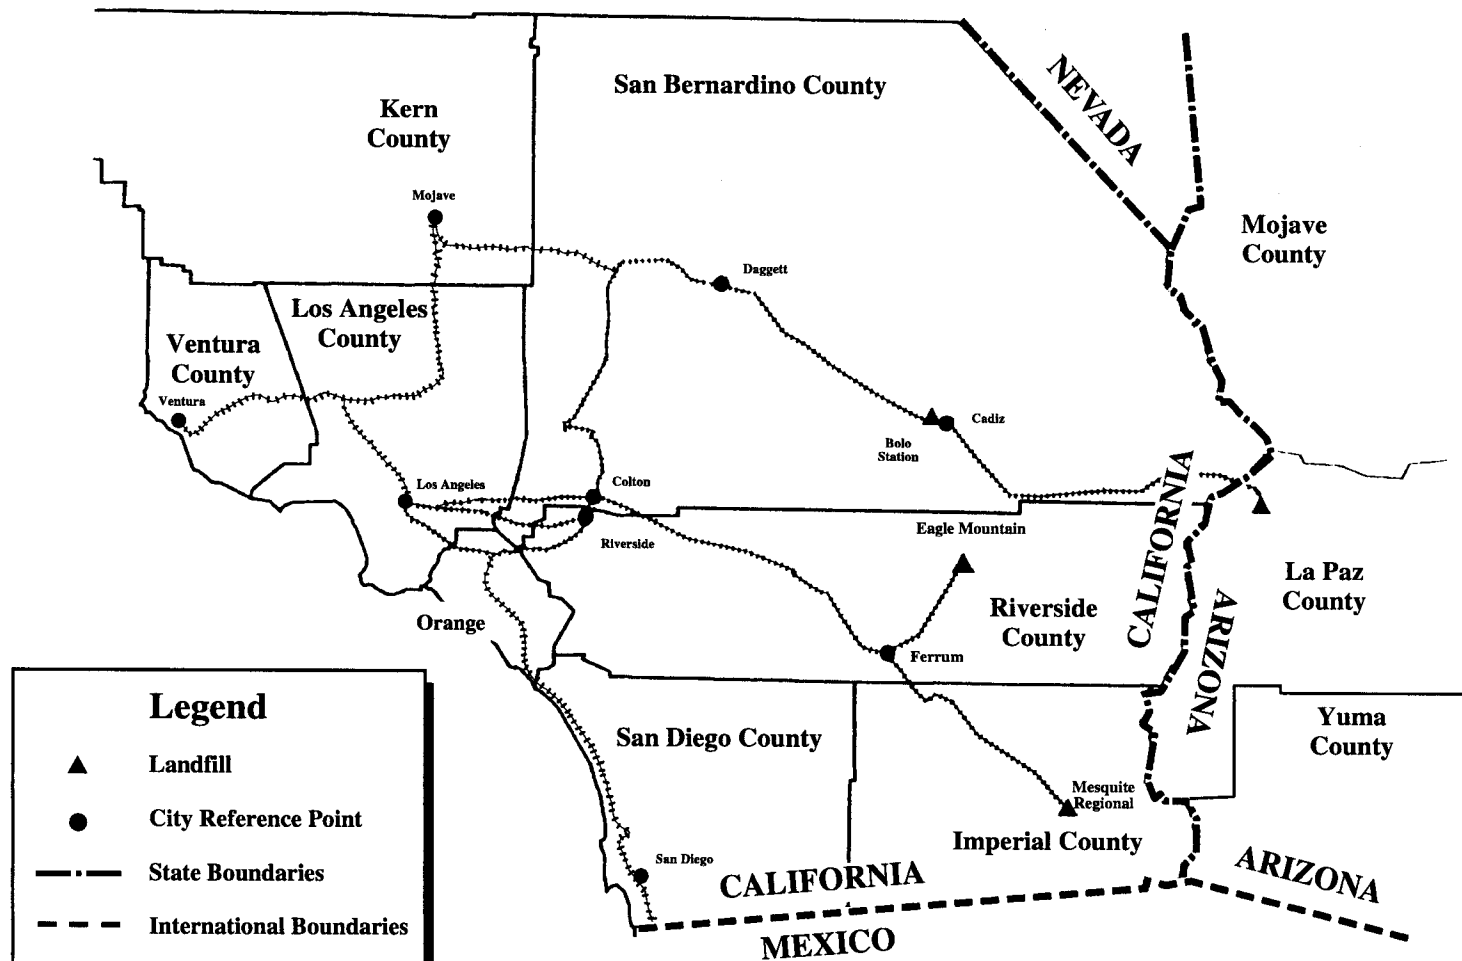 San Bernardino County
NEVADA
Kern
County
Mojave
Mojave
County
Daggett
Los Angeles
County
Ventura
County
Ventura
Cadiz
Bolo
Station
Los Angeles
Colton
CALIFORNIA
Eagle Mountain
Riverside
La Paz
County
Riverside
County
ARIZONA
Orange
Ferrum
Legend
Landfill
City Reference Point
State Boundaries
International Boundaries
San Diego County
Yuma
County
Mesquite
Regional
Imperial County
San Diego
CALIFORNIA
ARIZONA
MEXICO